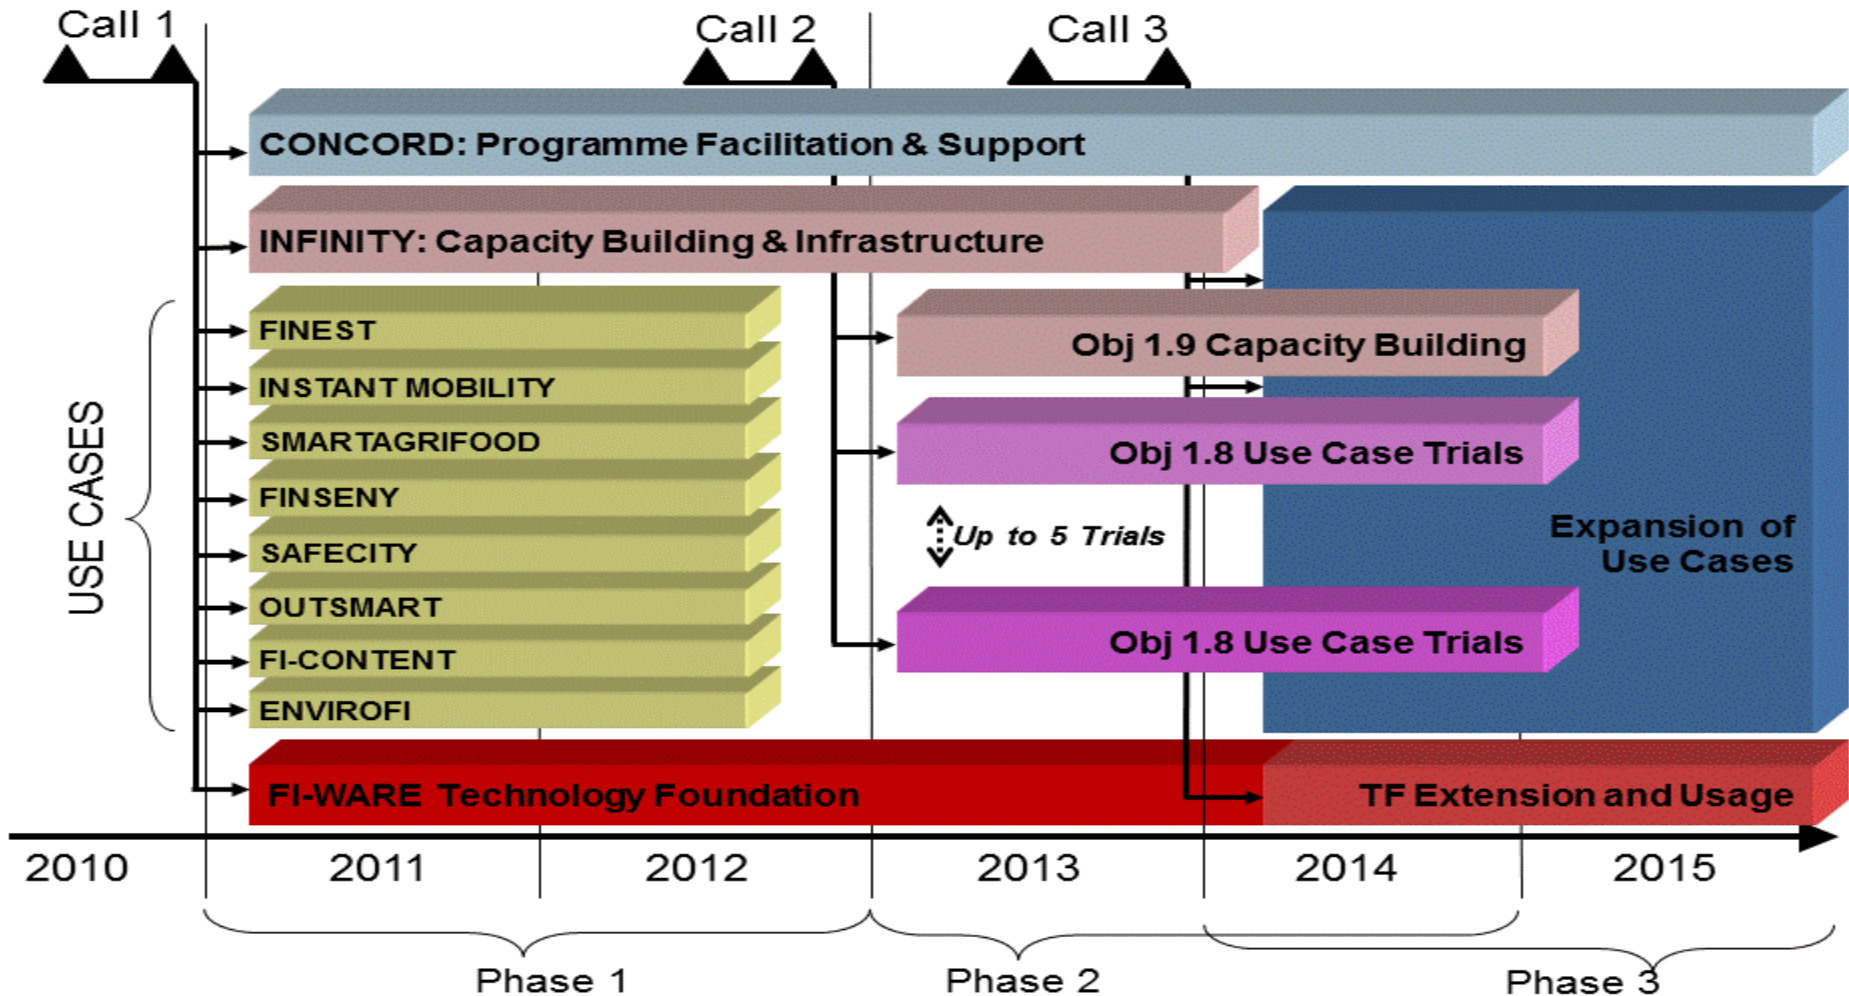 Call 1
Call 2
Call 3
CONCORD: Programme Facilitation & Support
INFINITY: Capacity Building & Infrastructure
USE CASES
FINEST
INSTANT MOBILITY
SMARTAGRIFOOD
FINSENY
SAFECITY
OUTSMART
FI-CONTENT
ENVIROFI
Obj 1.9 Capacity Building
Obj 1.8 Use Case Trials
Up to 5 Trials
Obj 1.8 Use Case Trials
Expansion of
Use Cases
FI-WARE Technology Foundation
TF Extension and Usage
2010
2011
2012
2013
2014
2015
Phase 1
Phase 2
Phase 3